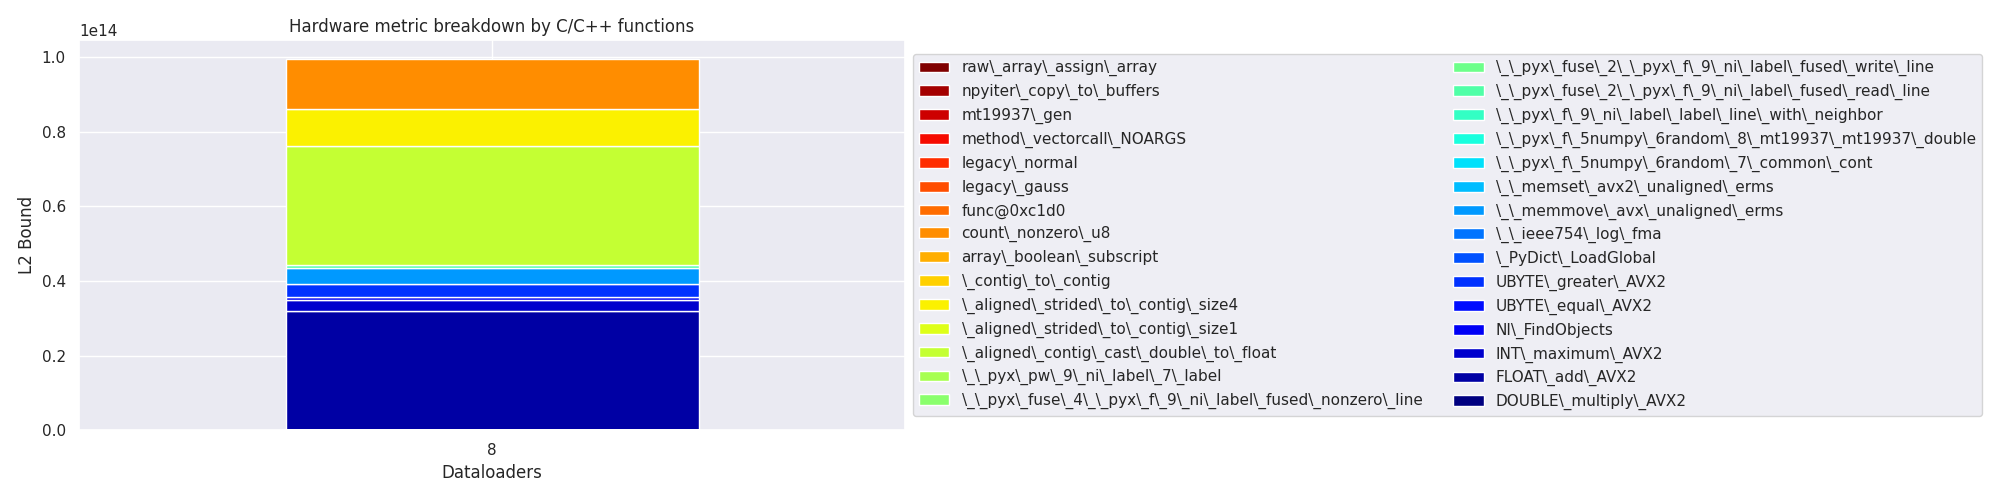 Hardware metric breakdown by C/C++ functions
1e14
1.0
0.8
0.6
0.4
0.2
0.0
L2 Bound
8
Dataloaders
raw\_array\_assign\_array
npyiter\_copy\_to\_buffers
mt19937\_gen
method\_vectorcall\_NOARGS
legacy\_normal
legacy\_gauss
func@0xc1d0
count\_nonzero\_u8
array\_boolean\_subscript
\_contig\_to\_contig
\_aligned\_strided\_to\_contig\_size4
\_aligned\_strided\_to\_contig\_size1
\_aligned\_contig\_cast\_double\_to\_float
\_\_pyx\_pw\_9\_ni\_label\_7\_label
\_\_pyx\_fuse\_4\_\_pyx\_f\_9\_ni\_label\_fused\_nonzero\_line
\_\_pyx\_fuse\_2\_\_pyx\_f\_9\_ni\_label\_fused\_write\_line
\_\_pyx\_fuse\_2\_\_pyx\_f\_9\_ni\_label\_fused\_read\_line
\_\_pyx\_f\_9\_ni\_label\_label\_line\_with\_neighbor
\_\_pyx\_f\_5numpy\_6random\_8\_mt19937\_mt19937\_double
\_\_pyx\_f\_5numpy\_6random\_7\_common\_cont
\_\_memset\_avx2\_unaligned\_erms
\_\_memmove\_avx\_unaligned\_erms
\_\_ieee754\_log\_fma
\_PyDict\_LoadGlobal
UBYTE\_greater\_AVX2
UBYTE\_equal\_AVX2
NI\_FindObjects
INT\_maximum\_AVX2
FLOAT\_add\_AVX2
DOUBLE\_multiply\_AVX2